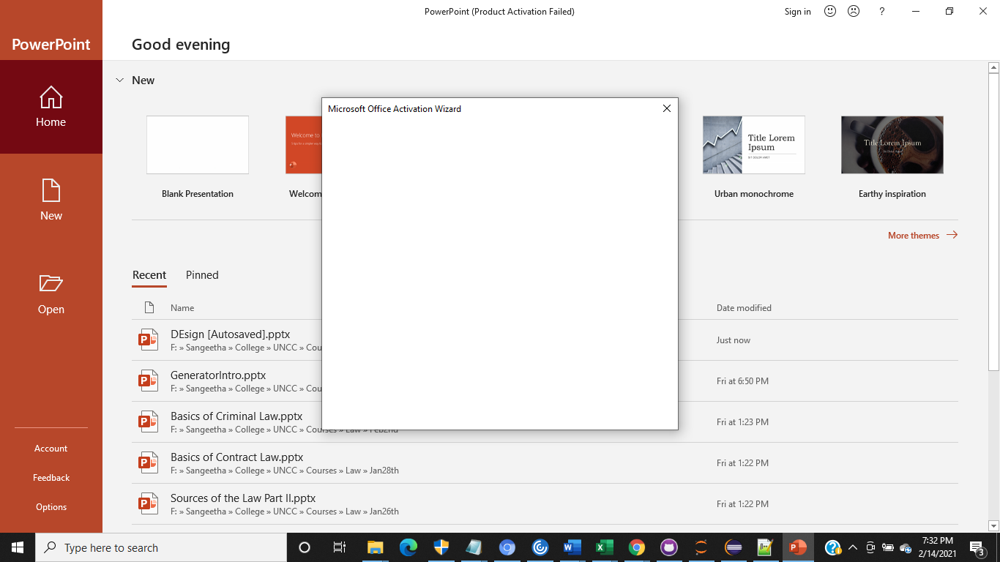 PowerPoint (Product Activation Failed)
Sign in
?
PowerPoint
Good evening
Home
New
Open
Account
Feedback
Options
New
Welcome to
Title Lorem
Ipsum
SIT DOLOR AMET
Title Lorem Ipsum
Blank Presentation
Welcom
Urban monochrome
Earthy inspiration
More themes
Microsoft Office Activation Wizard
Recent Pinned
Name Date modified
DEsign [Autosaved].pptx
F: » Sangeetha » College » UNCC » Cou
Just now
GeneratorIntro.pptx
F: » Sangeetha » College » UNCC » Cou
Fri at 6:50 PM
Basics of Criminal Law.pptx
F: » Sangeetha » College » UNCC » Courses » Law » Feb2nd
Fri at 1:23 PM
Basics of Contract Law.pptx
F: » Sangeetha » College » UNCC » Courses » Law » Jan28th
Fri at 1:22 PM
Sources of the Law Part II.pptx
F: » Sangeetha » College » UNCC » Courses » Law » Jan26th
Fri at 1:22 PM
Type here to search
7:32 PM
2/14/2021
3